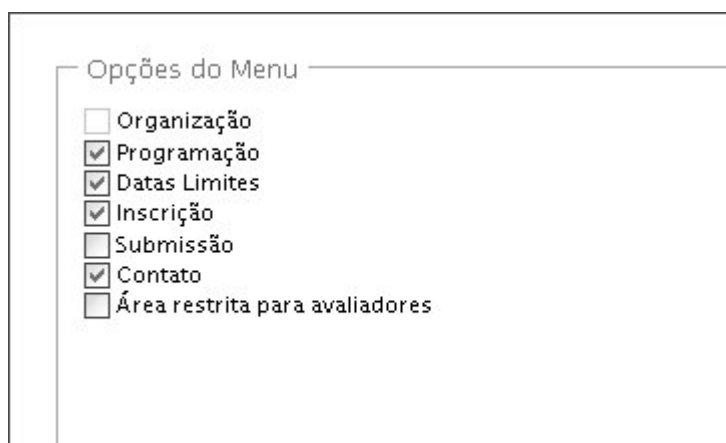 Opções do Menu
Organização
Programação
Datas Limites
Inscrição
Submissão
Contato
Área restrita para avaliadores